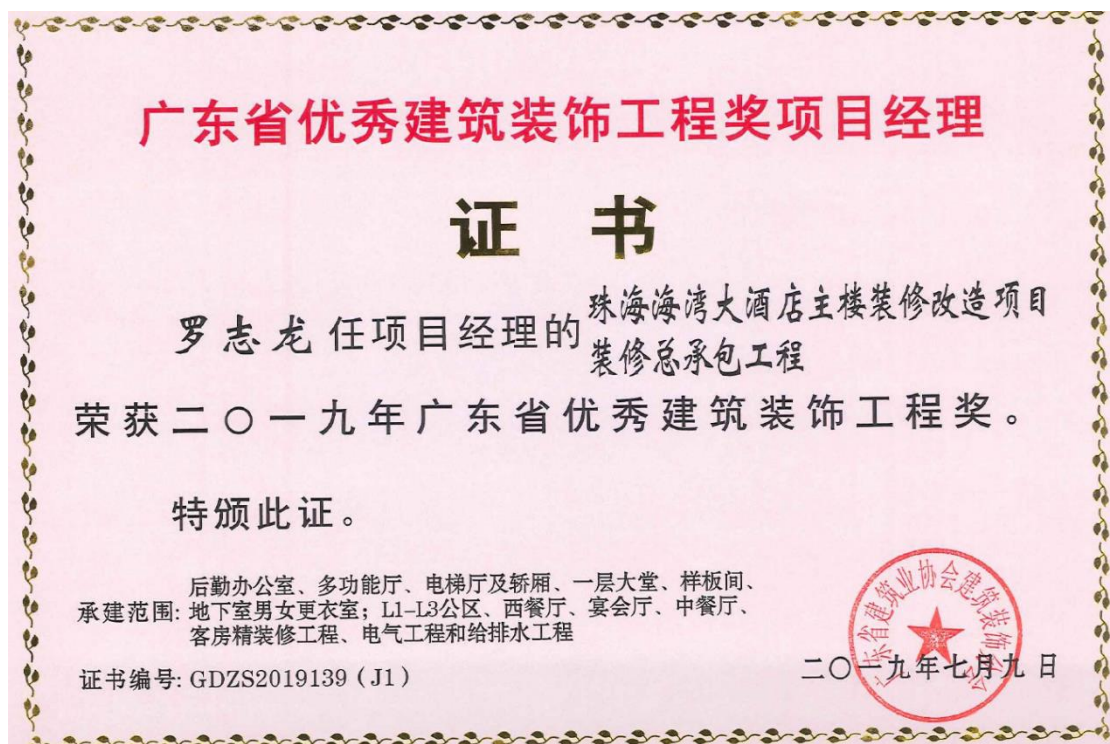 广东省优秀建筑装饰工程奖项目经理
证 书
罗志龙 任项目经理的 珠海海湾大酒店主楼装修改造项目
装修总承包工程
荣获二〇一九年广东省优秀建筑装饰工程奖。
特颁此证。
承建范围: 后勤办公室、多功能厅、电梯厅及轿厢、一层大堂、样板间、
地下室男女更衣室；L1-L3公区、西餐厅、宴会厅、中餐厅、
客房精装修工程、电气工程和给排水工程
证书编号: GDZS2019139（J1）
二〇一九年七月九日
广东省建筑业协会建筑装饰分会